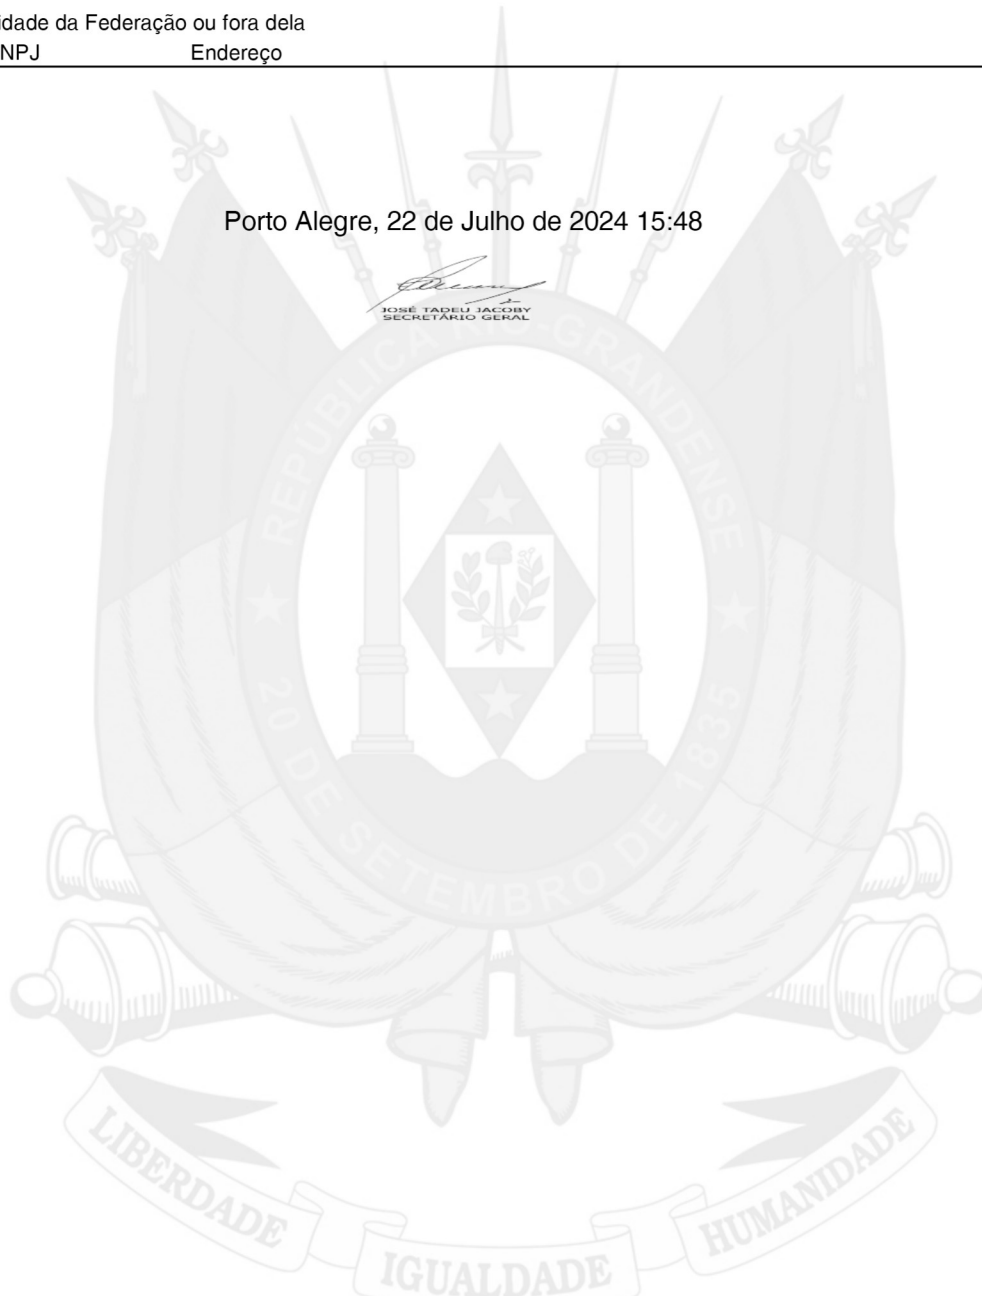 idade da Federação ou fora dela
NPJ Endereço
Porto Alegre, 22 de Julho de 2024 15:48
JOSÉ TADEU JACOBY
SECRETÁRIO GERAL
REPÚBLICA RIO-GRANDENSE
20 DE SETEMBRO DE 1835
LIBERDADE
IGUALDADE
HUMANIDADE